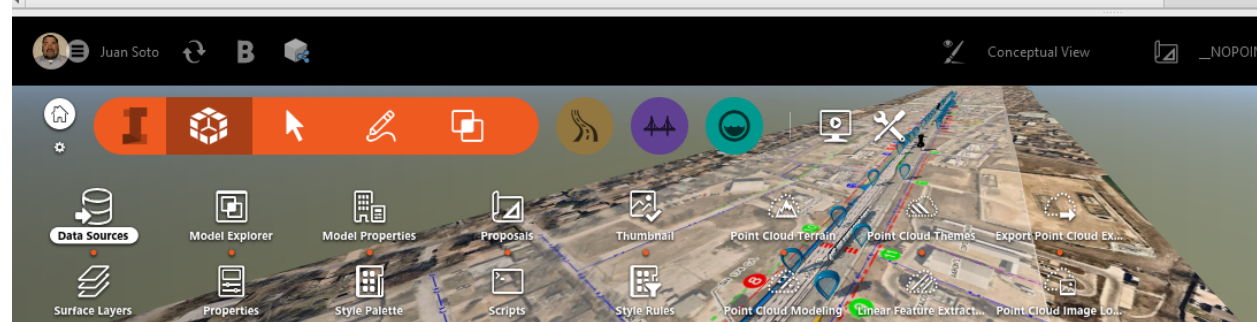 Juan Soto B Conceptual View __NOPOIN
Data Sources Model Explorer Model Properties Proposals Thumbnail Point Cloud Terrain Point Cloud Themes Export Point Cloud Ex...
Surface Layers Properties Style Palette Scripts Style Rules Point Cloud Modeling Linear Feature Extract... Point Cloud Image Lo...